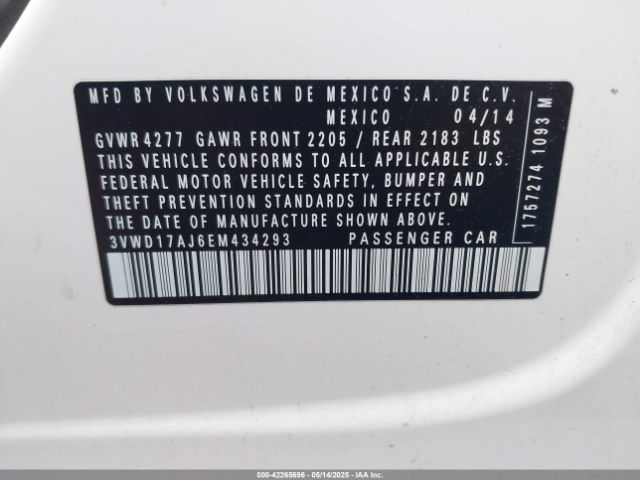 MFD BY VOLKSWAGEN DE MEXICO S.A. DE C.V.
MEXICO 04/14
GVWR 4277 GAWR FRONT 2205 / REAR 2183 LBS
THIS VEHICLE CONFORMS TO ALL APPLICABLE U.S.
FEDERAL MOTOR VEHICLE SAFETY, BUMPER AND
THEFT PREVENTION STANDARDS IN EFFECT ON
THE DATE OF MANUFACTURE SHOWN ABOVE.
3VWD17AJ6EM434293 PASSENGER CAR
1757274 1093 M
000-42265696 - 05/14/2025 - Copyright © IAA, Inc.